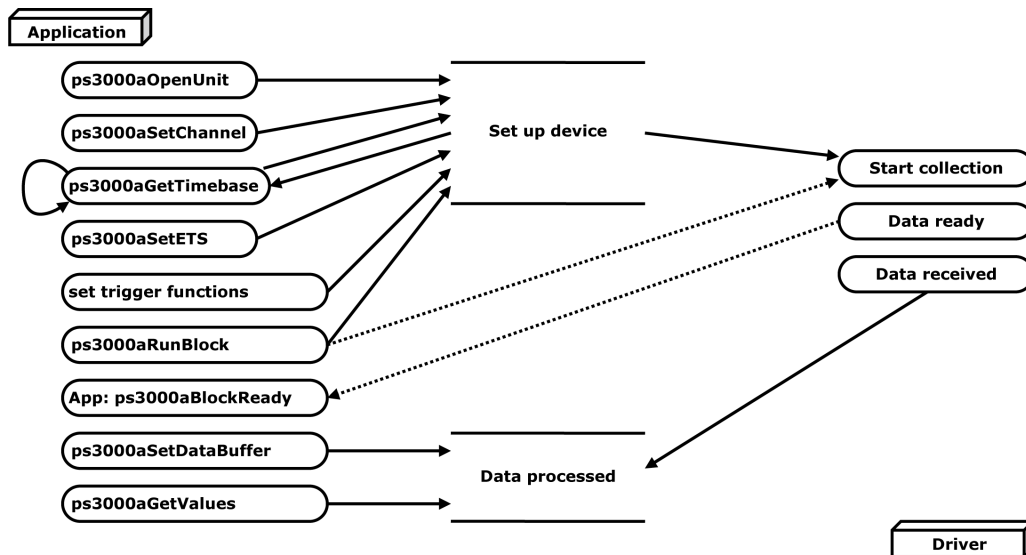 Application
ps3000aOpenUnit
ps3000aSetChannel
Set up device
ps3000aGetTimebase
Start collection
ps3000aSetETS
Data ready
set trigger functions
Data received
ps3000aRunBlock
App: ps3000aBlockReady
ps3000aSetDataBuffer
Data processed
ps3000aGetValues
Driver